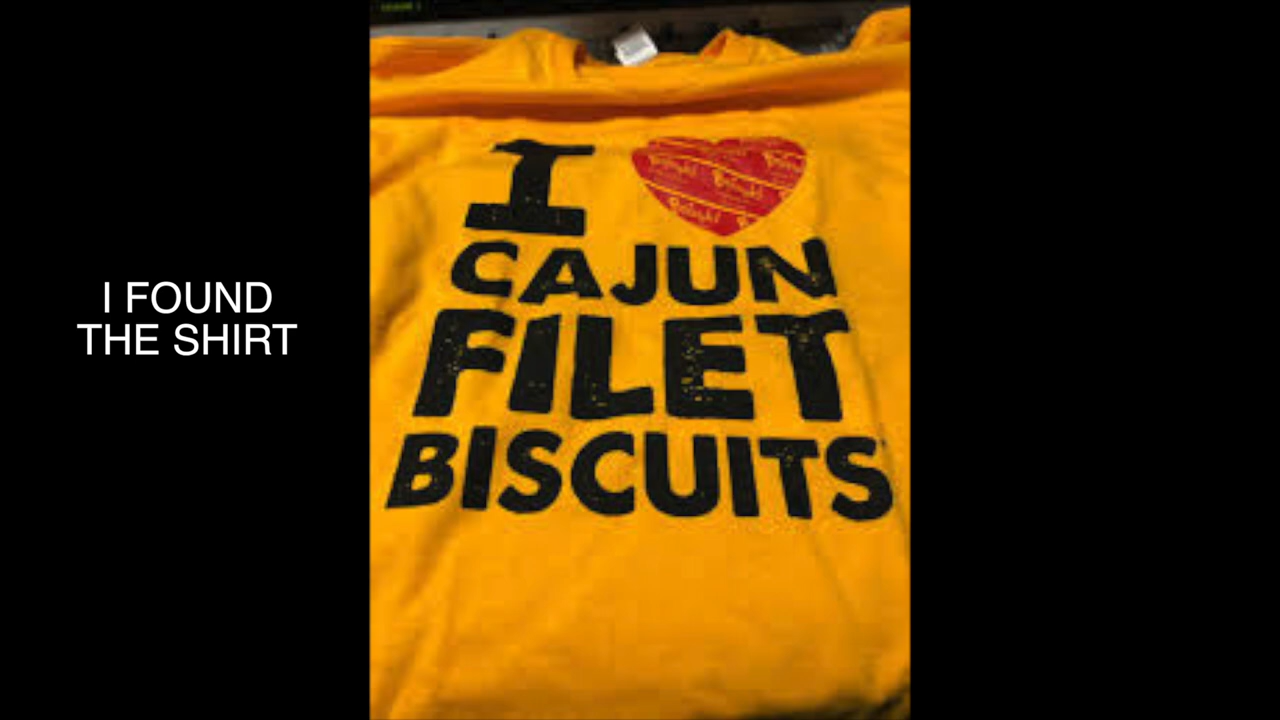 I FOUND
THE SHIRT
I
CAJUN
FILET
BISCUITS